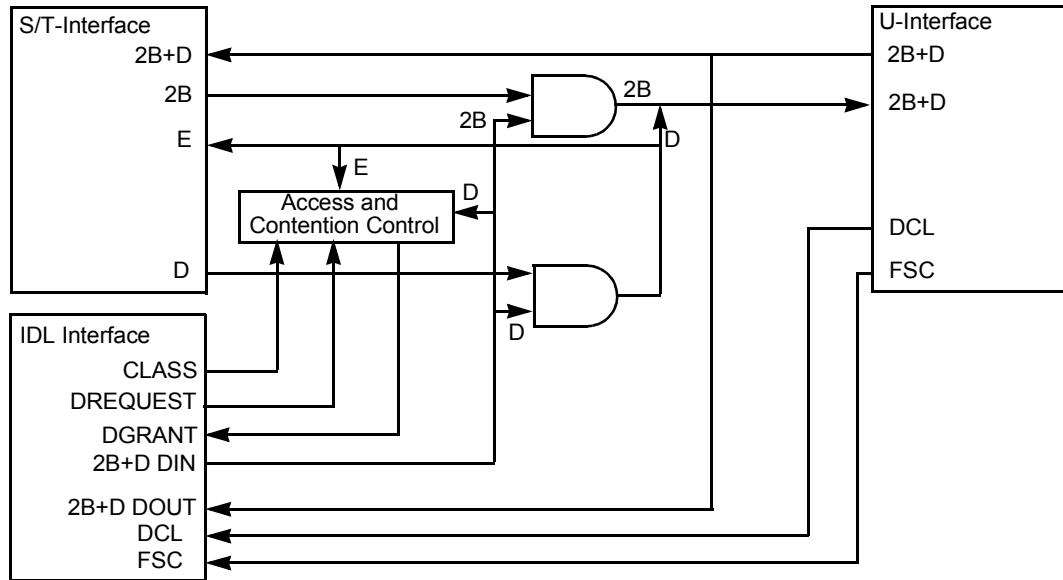 S/T-Interface
U-Interface
2B+D
2B+D
2B
2B
2B+D
2B
E
D
E
D
Access and
Contention Control
DCL
D
FSC
D
IDL Interface
CLASS
DREQUEST
DGRANT
2B+D DIN
2B+D DOUT
DCL
FSC